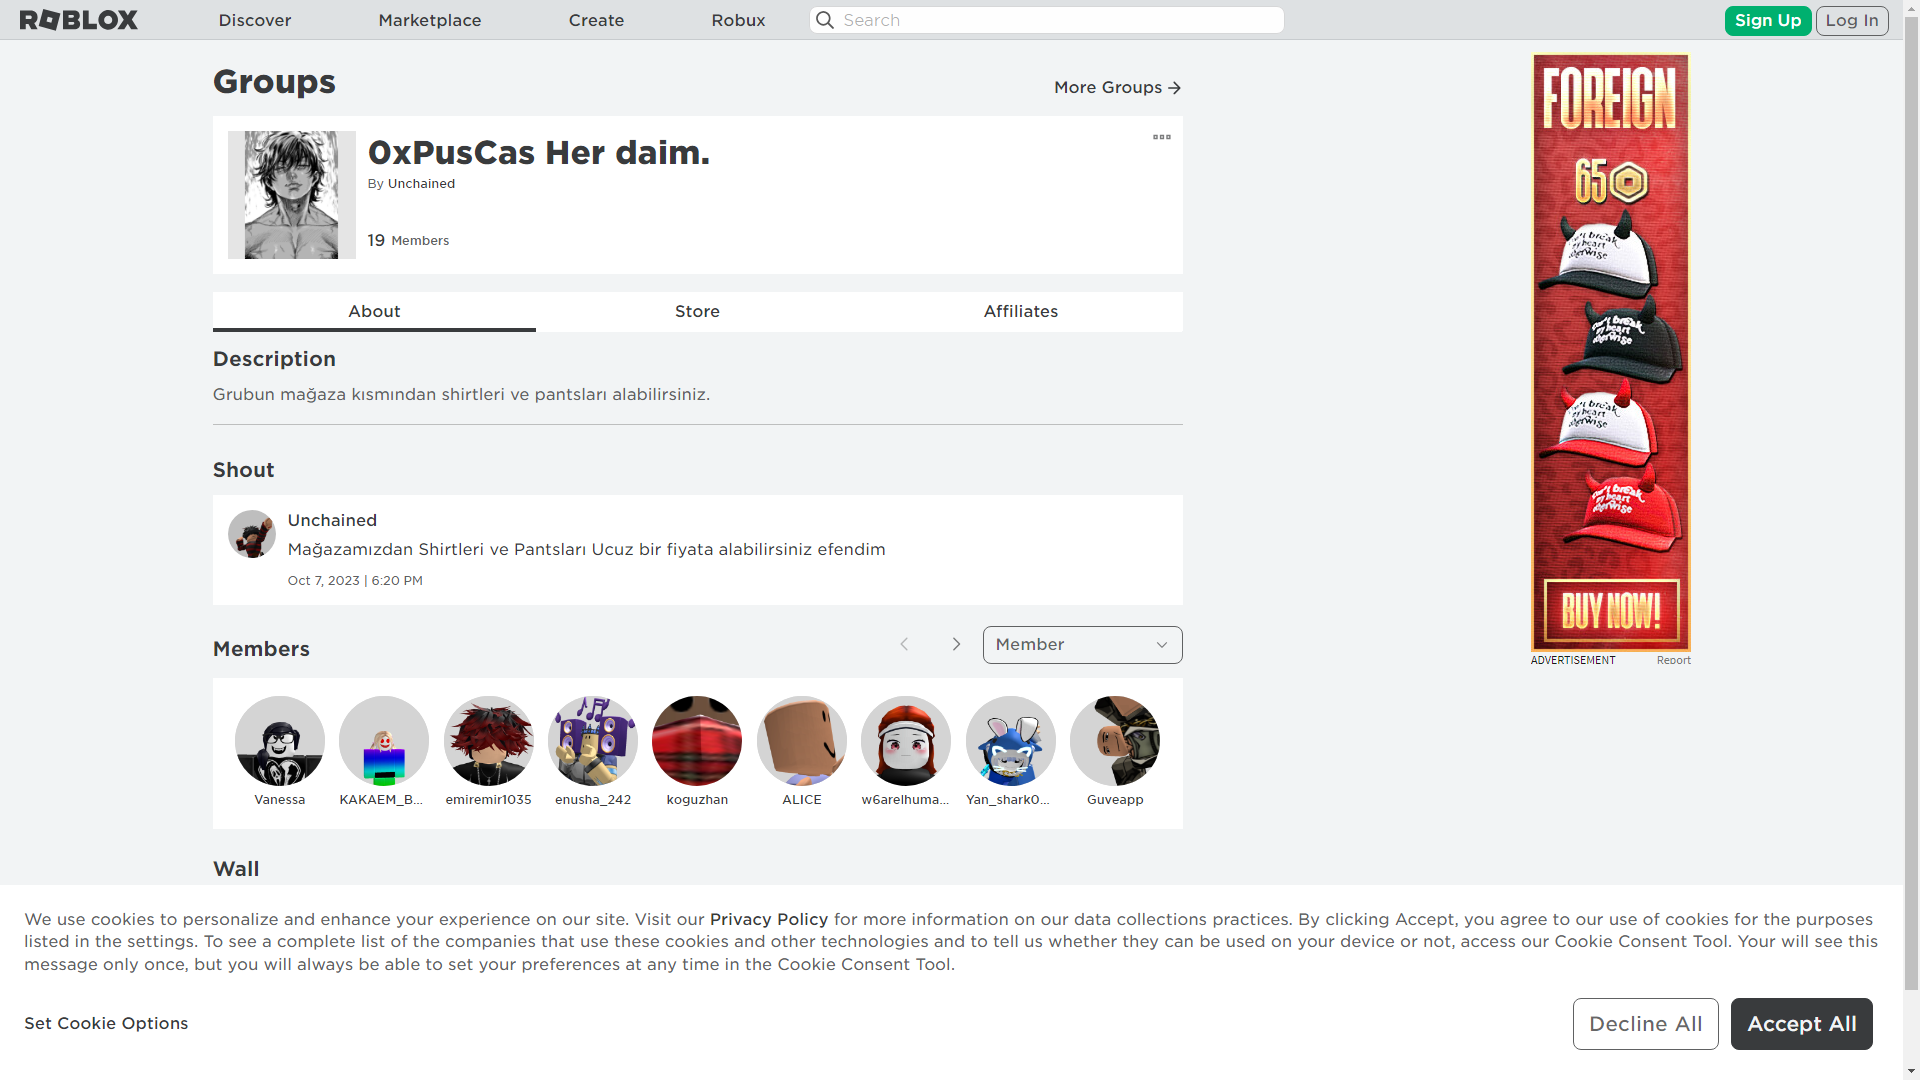 ROBLOX
Discover
Marketplace
Create
Robux
Search
Sign Up
Log In
Groups
More Groups
0xPusCas Her daim.
By Unchained
19 Members
About
Store
Affiliates
Description
Grubun mağaza kısmından shirtleri ve pantsları alabilirsiniz.
Shout
Unchained
Mağazamızdan Shirtleri ve Pantsları Ucuz bir fiyata alabilirsiniz efendim
Oct 7, 2023 | 6:20 PM
Members
Member
Vanessa
KAKAEM_B...
emiremir1035
enusha_242
koguzhan
ALICE
w6arelhuma...
Yan_shark0...
Guveapp
Wall
FOREIGN
65
BUY NOW!
ADVERTISEMENT
Report
We use cookies to personalize and enhance your experience on our site. Visit our Privacy Policy for more information on our data collections practices. By clicking Accept, you agree to our use of cookies for the purposes
listed in the settings. To see a complete list of the companies that use these cookies and other technologies and to tell us whether they can be used on your device or not, access our Cookie Consent Tool. Your will see this
message only once, but you will always be able to set your preferences at any time in the Cookie Consent Tool.
Set Cookie Options
Decline All
Accept All